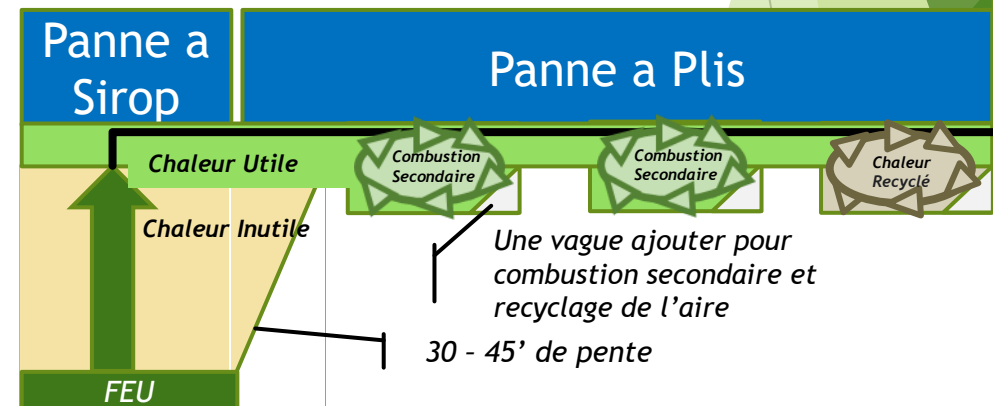 Panne a
Sirop
Panne a Plis
Chaleur Utile
Combustion
Secondaire
Combustion
Secondaire
Chaleur
Recyclé
Chaleur Inutile
Une vague ajouter pour
combustion secondaire et
recyclage de l’aire
30 – 45’ de pente
FEU